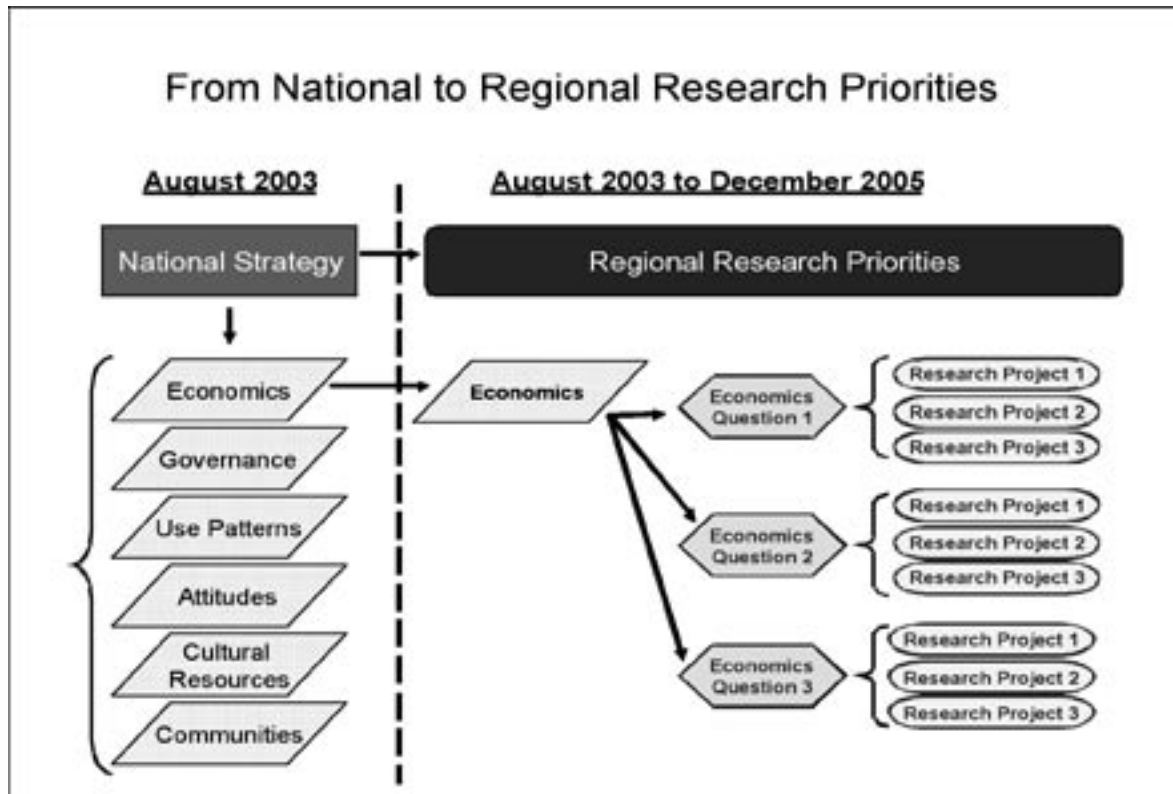 From National to Regional Research Priorities
August 2003
August 2003 to December 2005
National Strategy
Regional Research Priorities
Economics
Governance
Use Patterns
Attitudes
Cultural
Resources
Communities
Economics
Economics
Question 1
Research Project 1
Research Project 2
Research Project 3
Economics
Question 2
Research Project 1
Research Project 2
Research Project 3
Economics
Question 3
Research Project 1
Research Project 2
Research Project 3